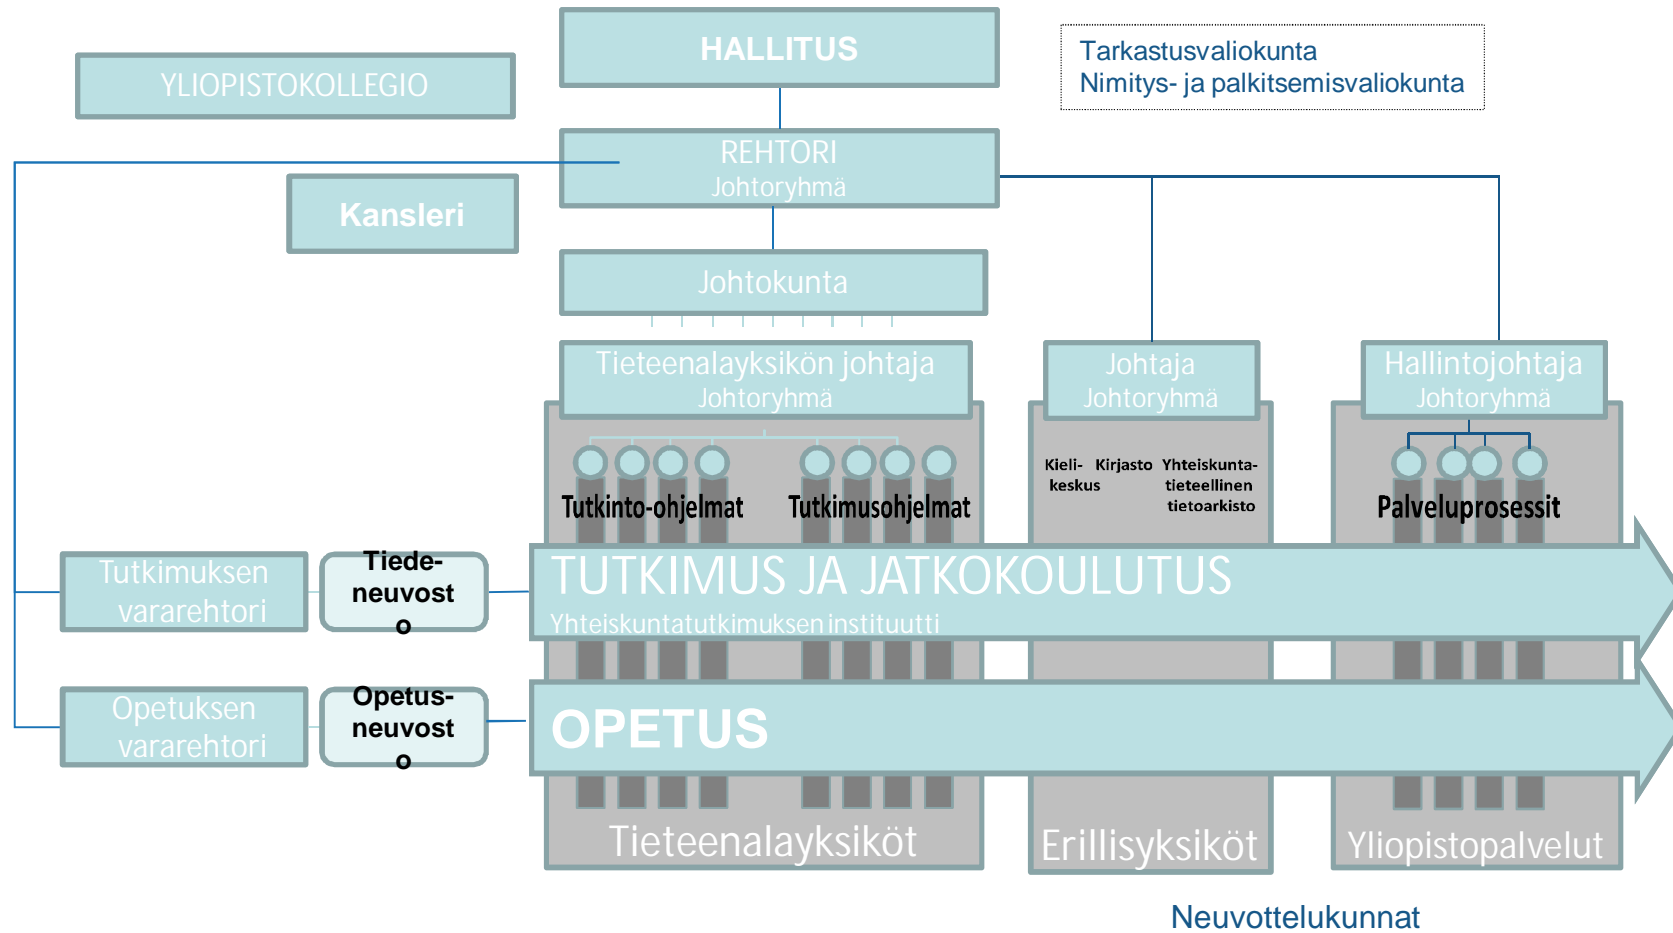 HALLITUS
Tarkastusvaliokunta
Nimitys- ja palkitsemisvaliokunta
YLIOPISTOKOLLEGIO
REHTORI
Johtoryhmä
Kansleri
Johtokunta
Tieteenalayksikön johtaja
Johtoryhmä
Johtaja
Johtoryhmä
Hallintojohtaja
Johtoryhmä
Tutkinto-ohjelmat
Tutkimusohjelmat
Kieli-
keskus
Kirjasto
Yhteiskunta-
tieteellinen
tietoarkisto
Palveluprosessit
Tutkimuksen
vararehtori
Tiede-
neuvost
o
TUTKIMUS JA JATKOKOULUTUS
Yhteiskuntatutkimuksen instituutti
Opetuksen
vararehtori
Opetus-
neuvost
o
OPETUS
Tieteenalayksiköt
Erillisyksiköt
Yliopistopalvelut
Neuvottelukunnat